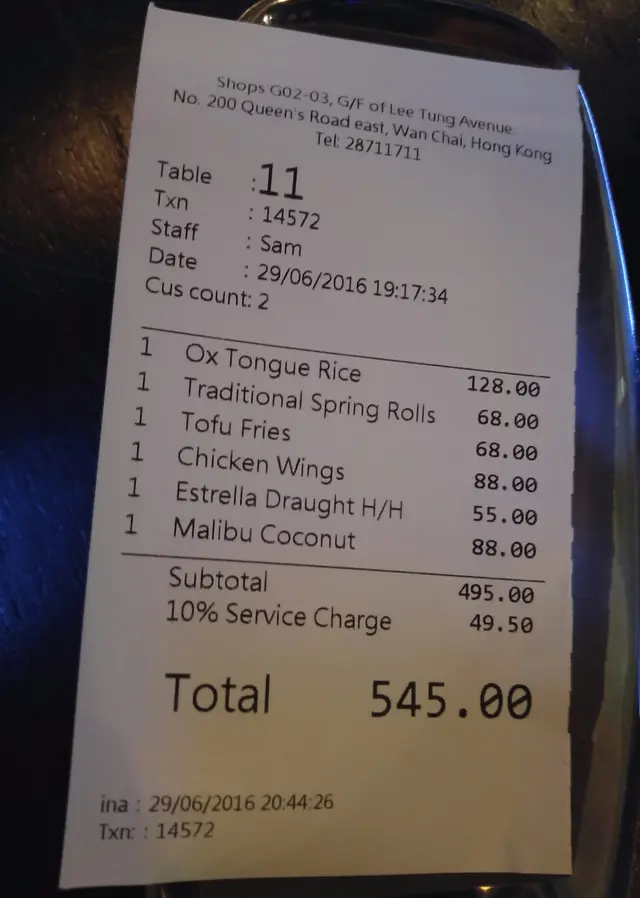 Shops G02-03, G/F of Lee Tung Avenue
No. 200 Queen's Road east, Wan Chai, Hong Kong
Tel: 28711711
Table : 11
Txn : 14572
Staff : Sam
Date : 29/06/2016 19:17:34
Cus count: 2
1 Ox Tongue Rice 128.00
1 Traditional Spring Rolls 68.00
1 Tofu Fries 68.00
1 Chicken Wings 88.00
1 Estrella Draught H/H 55.00
1 Malibu Coconut 88.00
Subtotal 495.00
10% Service Charge 49.50
Total 545.00
ina : 29/06/2016 20:44:26
Txn: : 14572